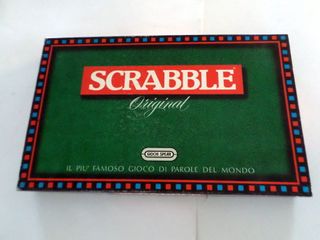 SCRABBLE
Original
IL PIU' FAMOSO GIOCO DI PAROLE DEL MONDO